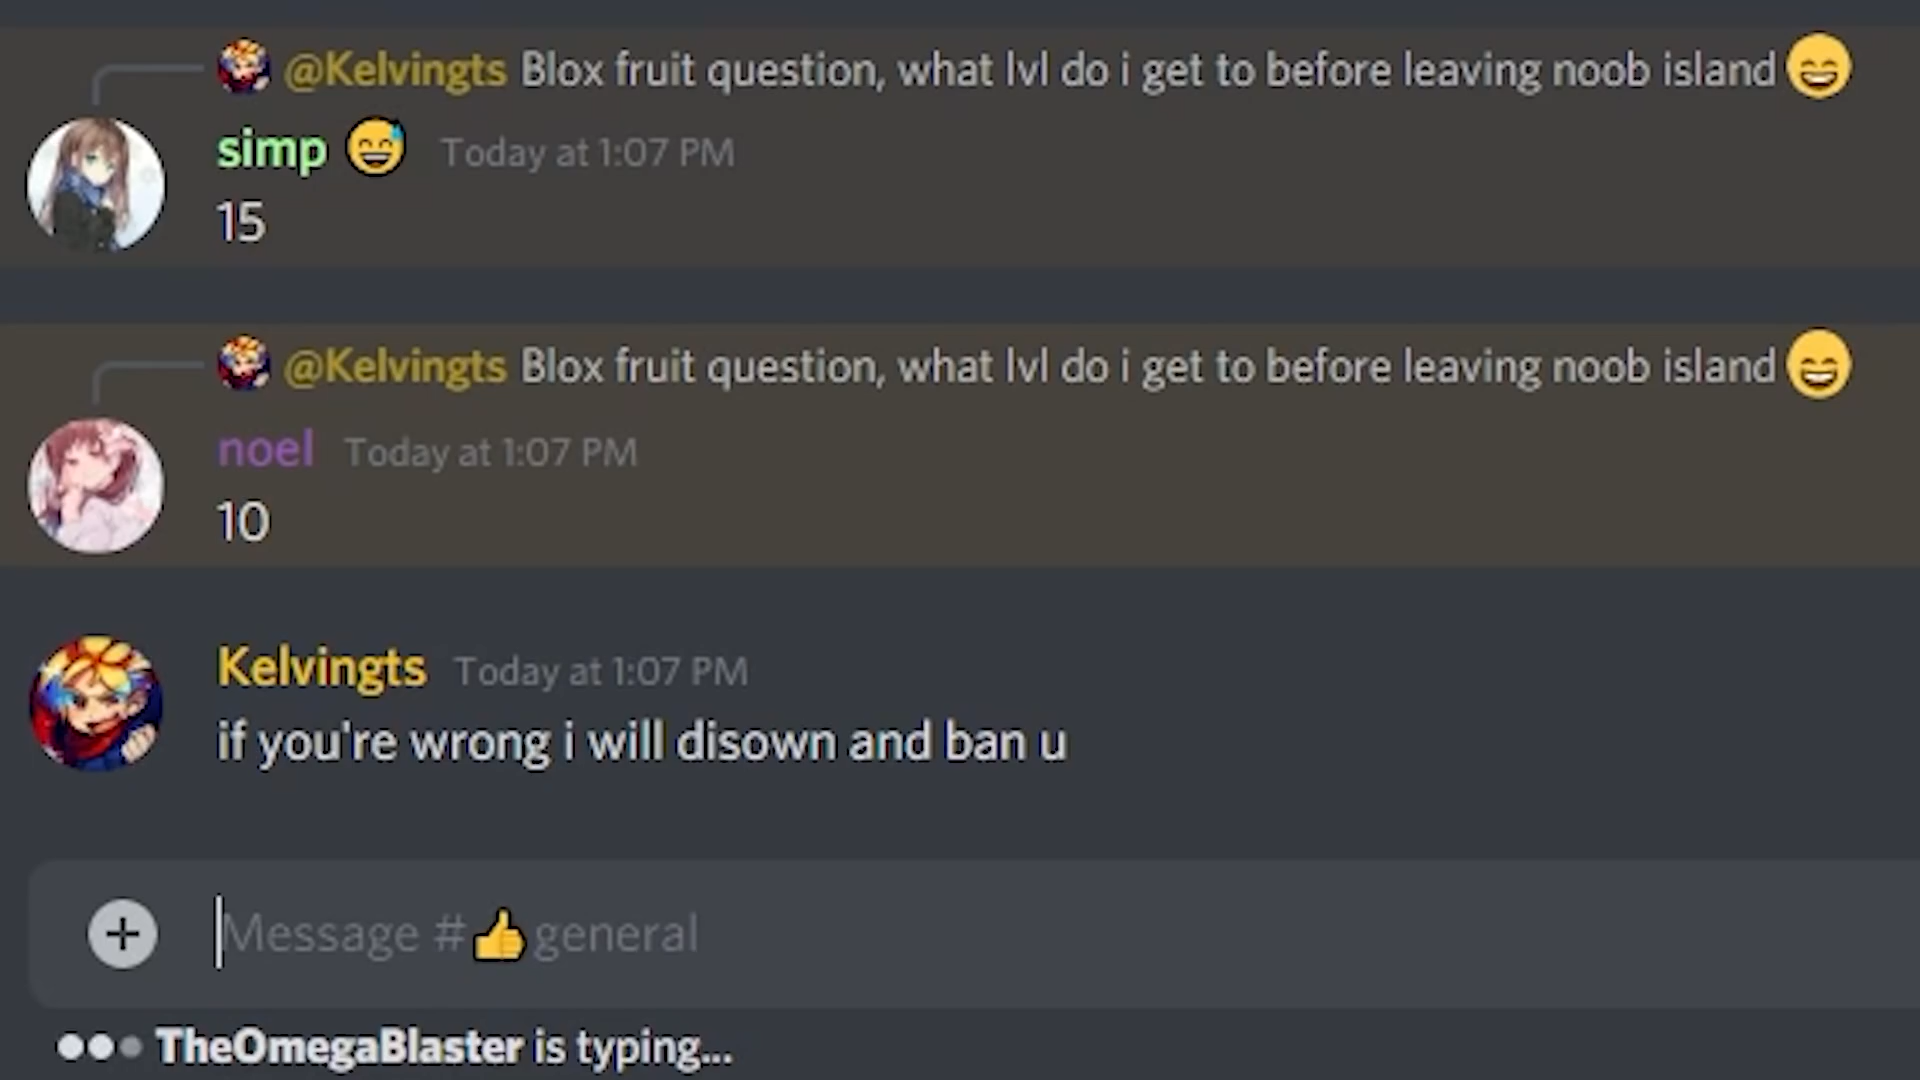 @Kelvingts Blox fruit question, what lvl do i get to before leaving noob island 😄
simp 😅 Today at 1:07 PM
15
@Kelvingts Blox fruit question, what lvl do i get to before leaving noob island 😄
noel Today at 1:07 PM
10
Kelvingts Today at 1:07 PM
if you're wrong i will disown and ban u
Message #👍general
TheOmegaBlaster is typing...